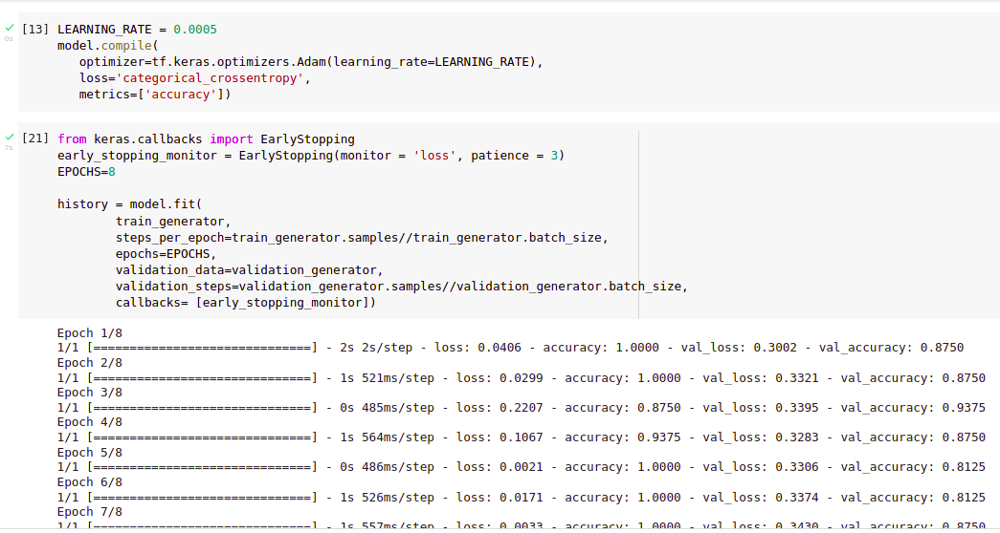 [13] LEARNING_RATE = 0.0005
0s
model.compile(
optimizer=tf.keras.optimizers.Adam(learning_rate=LEARNING_RATE),
loss='categorical_crossentropy',
metrics=['accuracy'])
[21] from keras.callbacks import EarlyStopping
7s
early_stopping_monitor = EarlyStopping(monitor = 'loss', patience = 3)
EPOCHS=8
history = model.fit(
train_generator,
steps_per_epoch=train_generator.samples//train_generator.batch_size,
epochs=EPOCHS,
validation_data=validation_generator,
validation_steps=validation_generator.samples//validation_generator.batch_size,
callbacks= [early_stopping_monitor])
Epoch 1/8
1/1 [==============================] - 2s 2s/step - loss: 0.0406 - accuracy: 1.0000 - val_loss: 0.3002 - val_accuracy: 0.8750
Epoch 2/8
1/1 [==============================] - 1s 521ms/step - loss: 0.0299 - accuracy: 1.0000 - val_loss: 0.3321 - val_accuracy: 0.8750
Epoch 3/8
1/1 [==============================] - 0s 485ms/step - loss: 0.2207 - accuracy: 0.8750 - val_loss: 0.3395 - val_accuracy: 0.9375
Epoch 4/8
1/1 [==============================] - 1s 564ms/step - loss: 0.1067 - accuracy: 0.9375 - val_loss: 0.3283 - val_accuracy: 0.8750
Epoch 5/8
1/1 [==============================] - 0s 486ms/step - loss: 0.0021 - accuracy: 1.0000 - val_loss: 0.3306 - val_accuracy: 0.8125
Epoch 6/8
1/1 [==============================] - 1s 526ms/step - loss: 0.0171 - accuracy: 1.0000 - val_loss: 0.3374 - val_accuracy: 0.8125
Epoch 7/8
1/1 [==============================] - 1s 557ms/step - loss: 0.0033 - accuracy: 1.0000 - val_loss: 0.3430 - val_accuracy: 0.8750